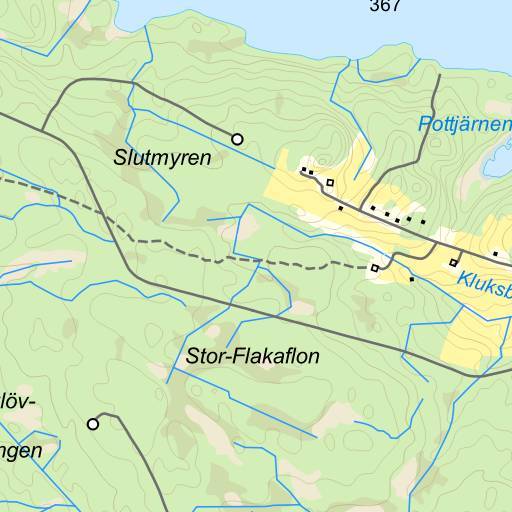 367
Pottjärnen
Slutmyren
Kluksb
Stor-Flakaflon
löv-
ngen